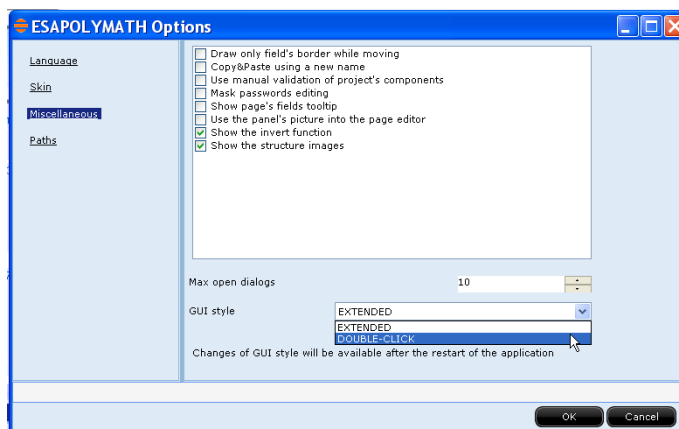 ESAPOLYMATH Options
Language
Skin
Miscellaneous
Paths
Draw only field's border while moving
Copy&Paste using a new name
Use manual validation of project's components
Mask passwords editing
Show page's fields tooltip
Use the panel's picture into the page editor
Show the invert function
Show the structure images
Max open dialogs 10
GUI style EXTENDED
EXTENDED
DOUBLE-CLICK
Changes of GUI style will be available after the restart of the application
OK Cancel